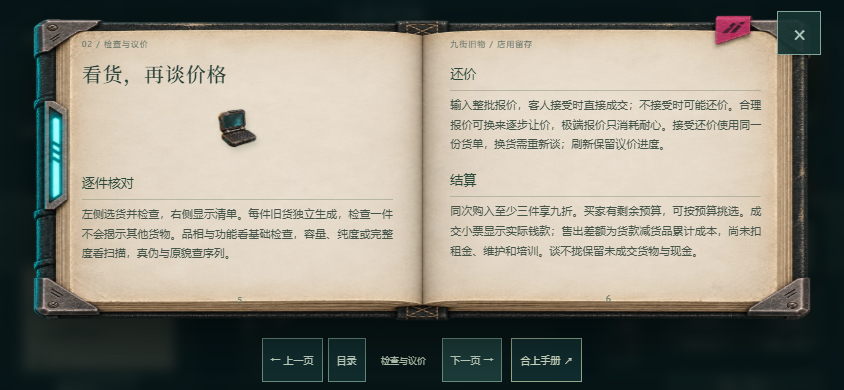 02 / 检查与议价
看货，再谈价格
逐件核对
左侧选货并检查，右侧显示清单。每件旧货独立生成，检查一件
不会揭示其他货物。品相与功能看基础检查，容量、纯度或完整
度看扫描，真伪与原貌查序列。
5
九街旧物 / 店用留存
还价
输入整批报价，客人接受时直接成交；不接受时可能还价。合理
报价可换来逐步让价，极端报价只消耗耐心。接受还价使用同一
份货单，换货需重新谈；刷新保留议价进度。
结算
同次购入至少三件享九折。买家有剩余预算，可按预算挑选。成
交小票显示实际钱款；售出差额为货款减货品累计成本，尚未扣
租金、维护和培训。谈不拢保留未成交货物与现金。
6
×
← 上一页
目录
检查与议价
下一页 →
合上手册 ↗